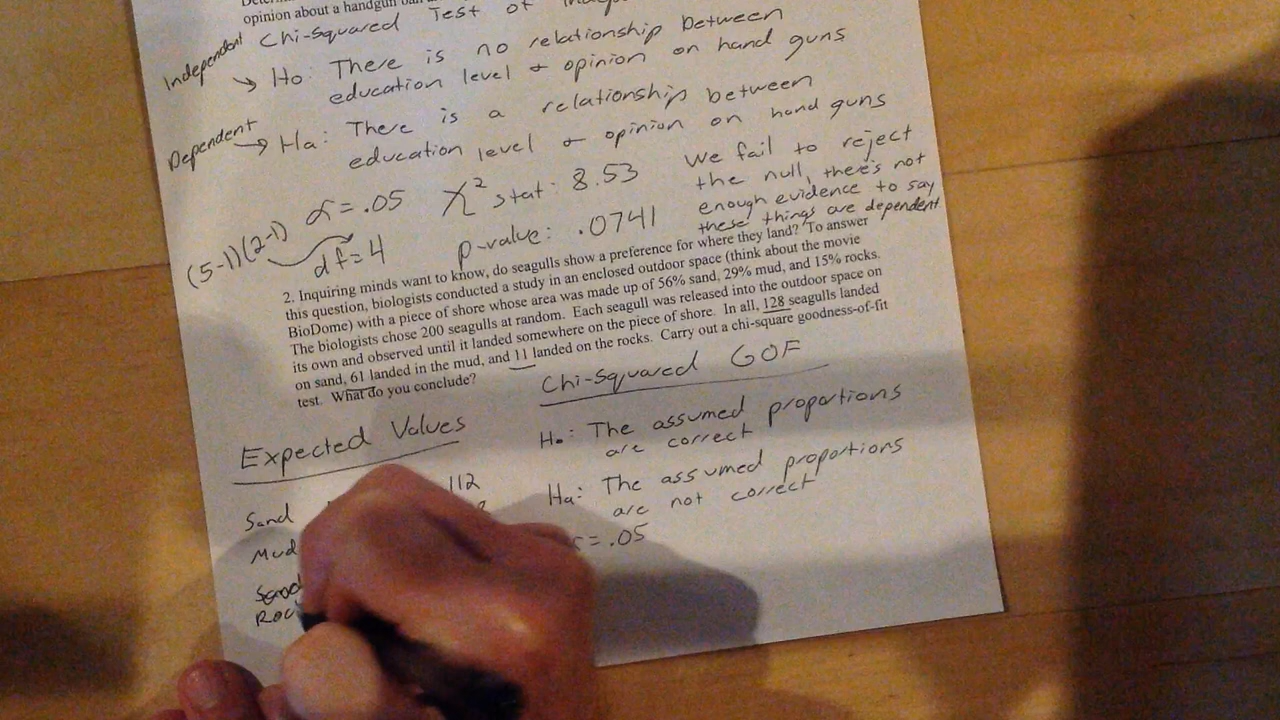 opinion about a handgun ban
Independent
Chi-Squared Test of
Ho: There is no relationship between
education level + opinion on hand guns
Dependent
Ha: There is a relationship between
education level + opinion on hand guns
α = .05 χ² stat: 8.53
We fail to reject
the null, there's not
enough evidence to say
these things are dependent
(5-1)(2-1)
df=4
p-value: .0741
2. Inquiring minds want to know, do seagulls show a preference for where they land? To answer
this question, biologists conducted a study in an enclosed outdoor space (think about the movie
BioDome) with a piece of shore whose area was made up of 56% sand, 29% mud, and 15% rocks.
The biologists chose 200 seagulls at random. Each seagull was released into the outdoor space on
its own and observed until it landed somewhere on the piece of shore. In all, 128 seagulls landed
on sand, 61 landed in the mud, and 11 landed on the rocks. Carry out a chi-square goodness-of-fit
test. What do you conclude?
Chi-Squared GOF
Expected Values
Ho: The assumed proportions
are correct
Sand 112
Ha: The assumed proportions
are not correct
Mud
= .05